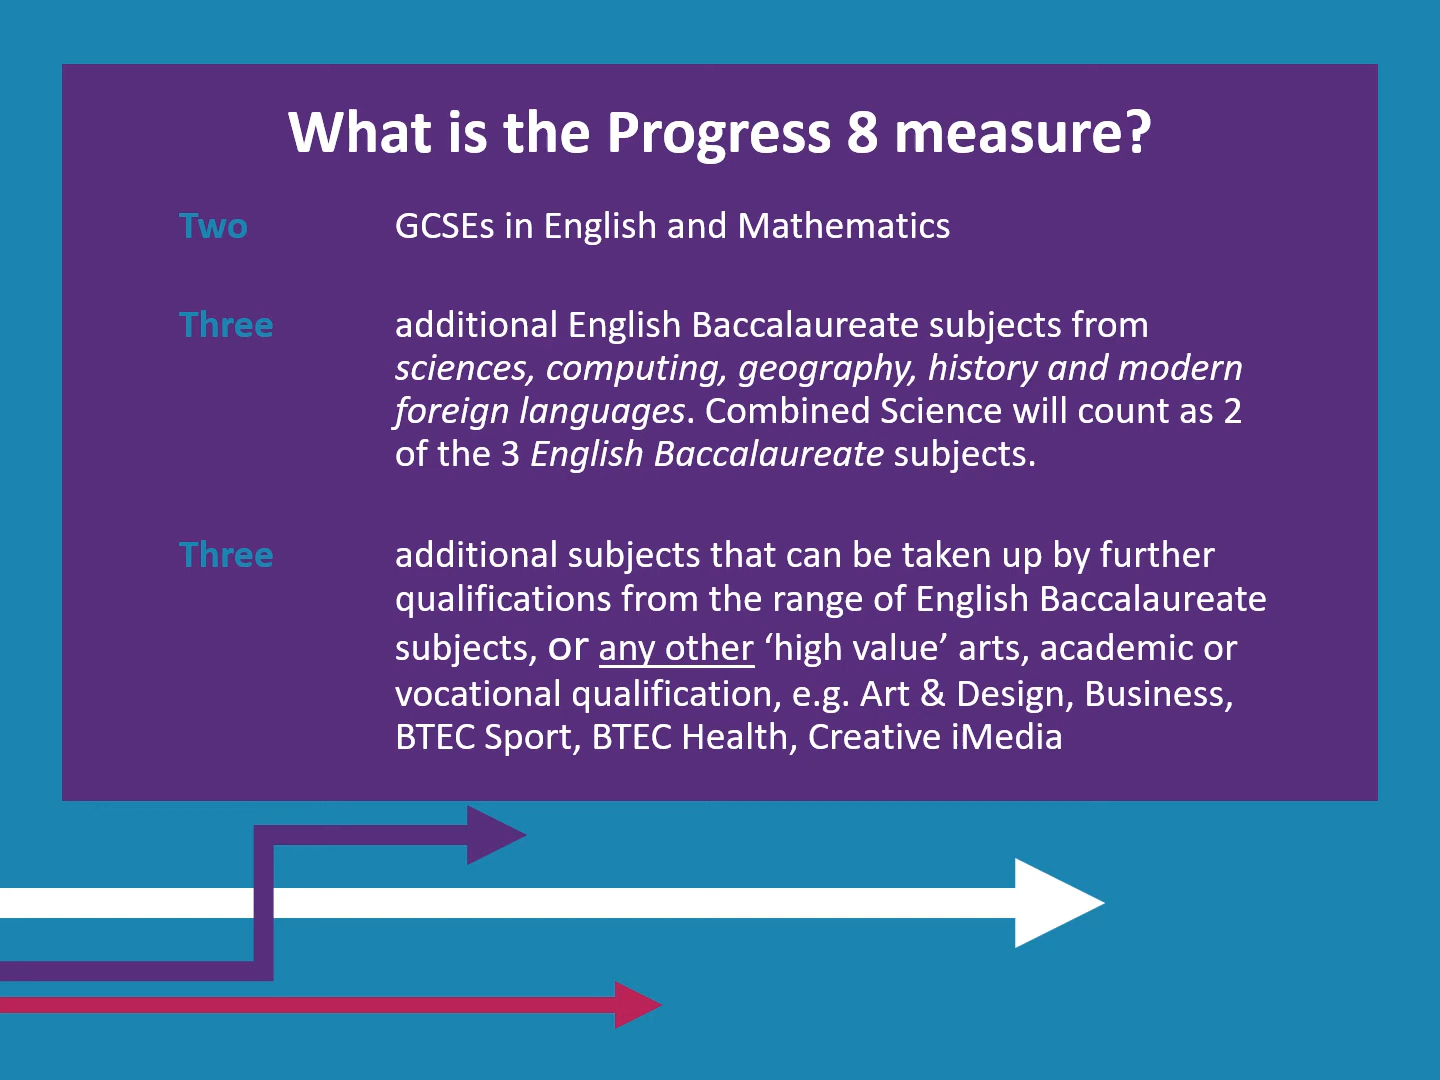 What is the Progress 8 measure?
Two GCSEs in English and Mathematics
Three additional English Baccalaureate subjects from
sciences, computing, geography, history and modern
foreign languages. Combined Science will count as 2
of the 3 English Baccalaureate subjects.
Three additional subjects that can be taken up by further
qualifications from the range of English Baccalaureate
subjects, or any other ‘high value’ arts, academic or
vocational qualification, e.g. Art & Design, Business,
BTEC Sport, BTEC Health, Creative iMedia